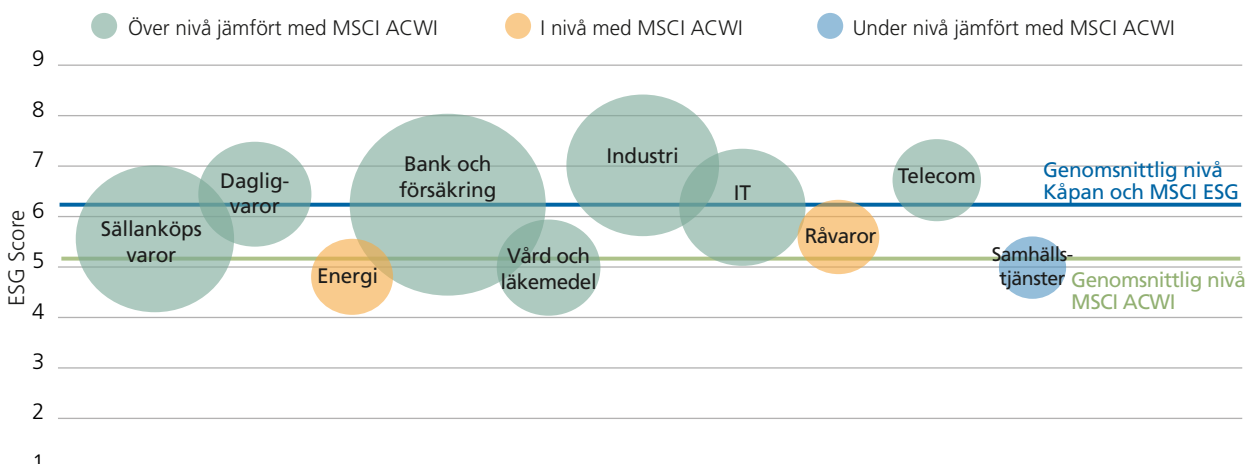 Över nivå jämfört med MSCI ACWI
I nivå med MSCI ACWI
Under nivå jämfört med MSCI ACWI
9
8
7
6
5
4
3
2
1
ESG Score
Sällanköps
varor
Daglig-
varor
Energi
Bank och
försäkring
Vård och
läkemedel
Industri
IT
Råvaror
Telecom
Samhälls-
tjänster
Genomsnittlig nivå
Kåpan och MSCI ESG
Genomsnittlig nivå
MSCI ACWI